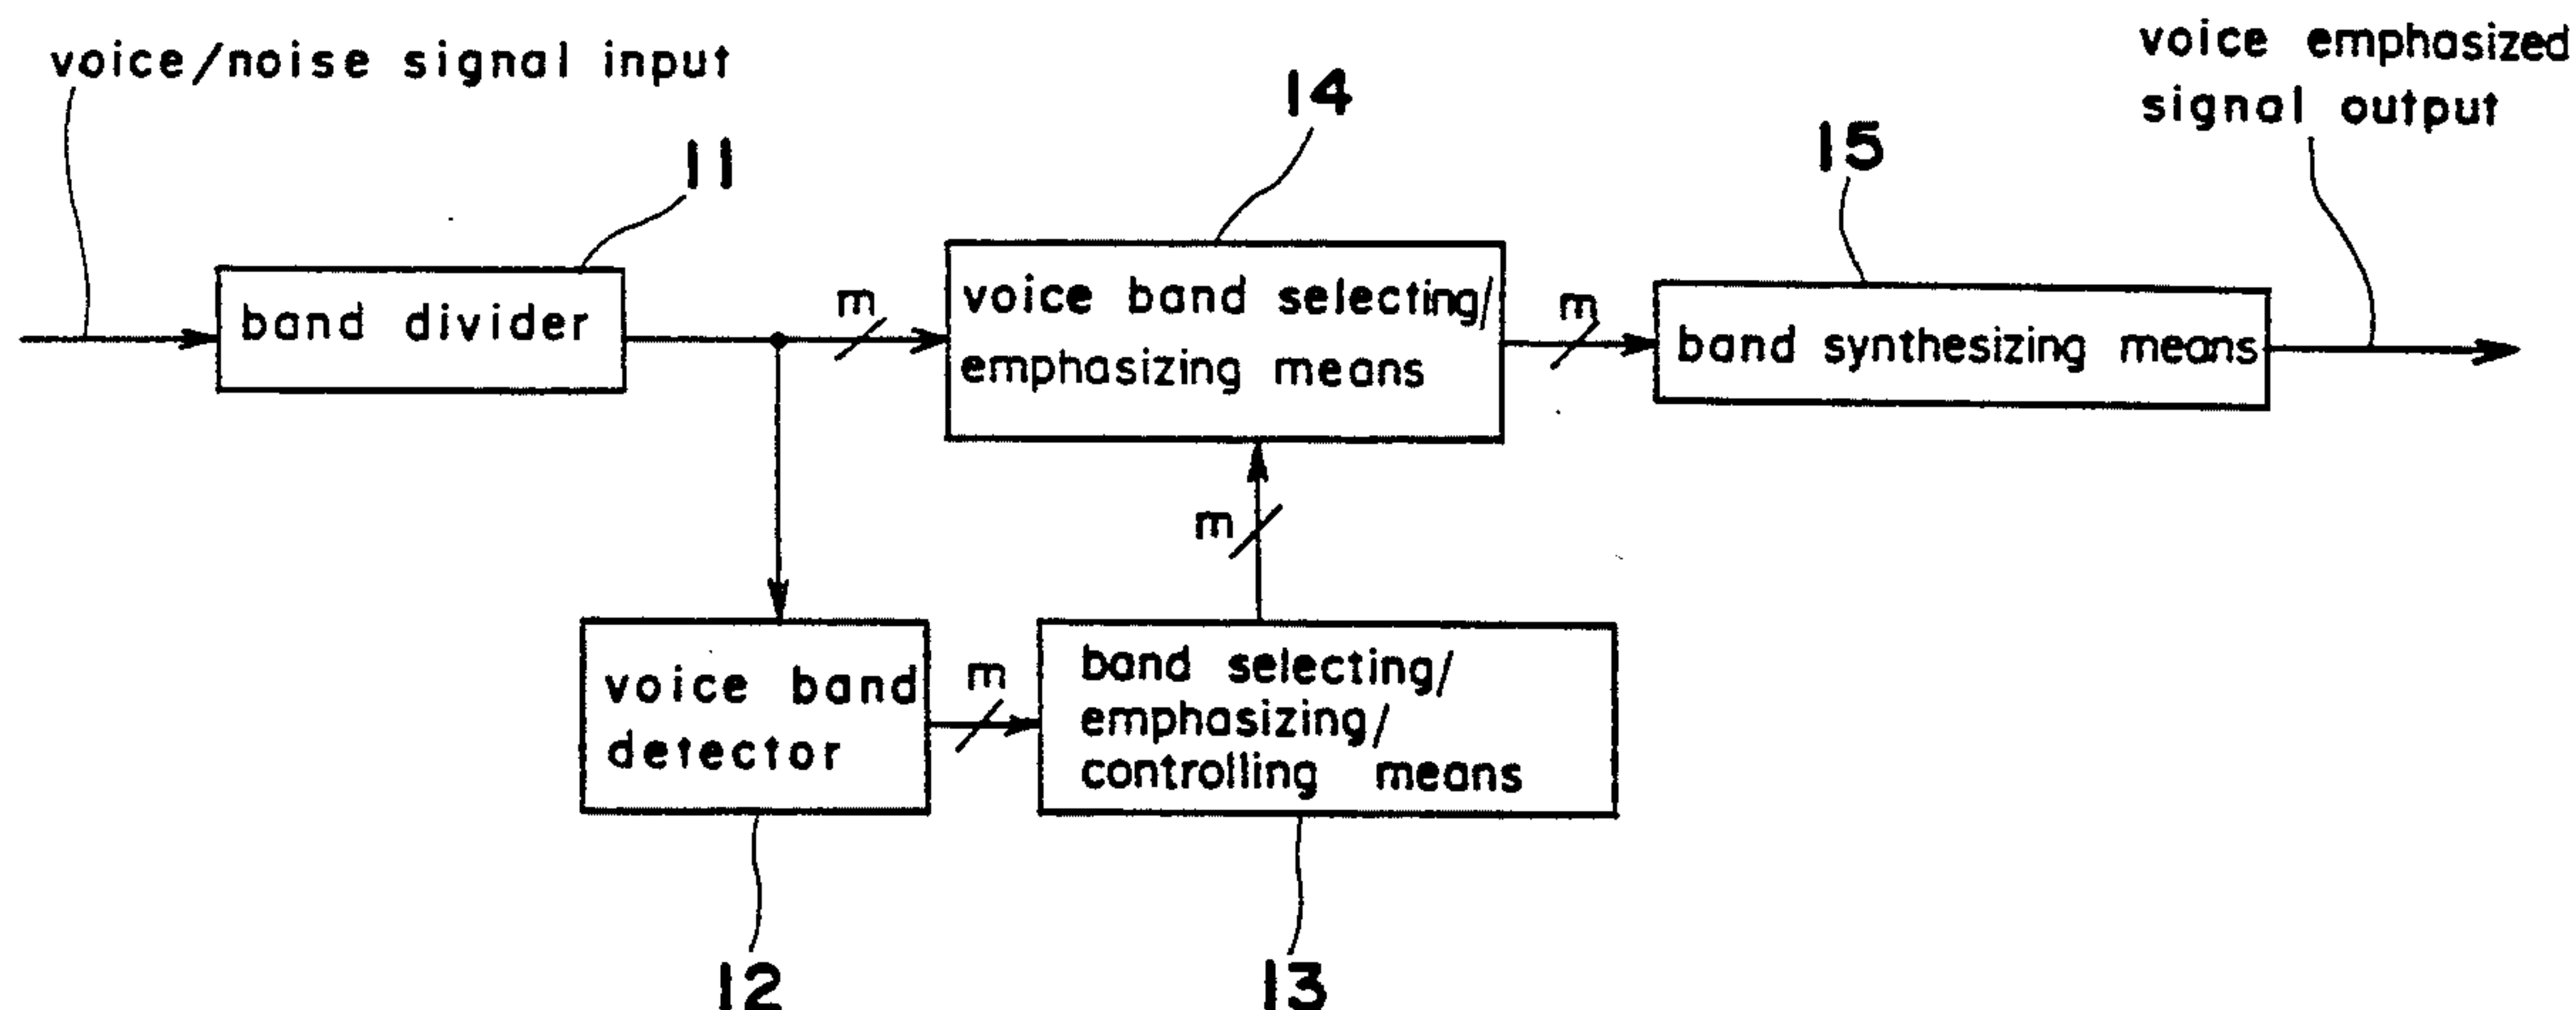 voice/noise signal input
voice emphasized
signal output
14
15
11
band divider
m
voice band selecting/
emphasizing means
m
band synthesizing means
m
voice band
detector
m
band selecting/
emphasizing/
controlling means
12
13